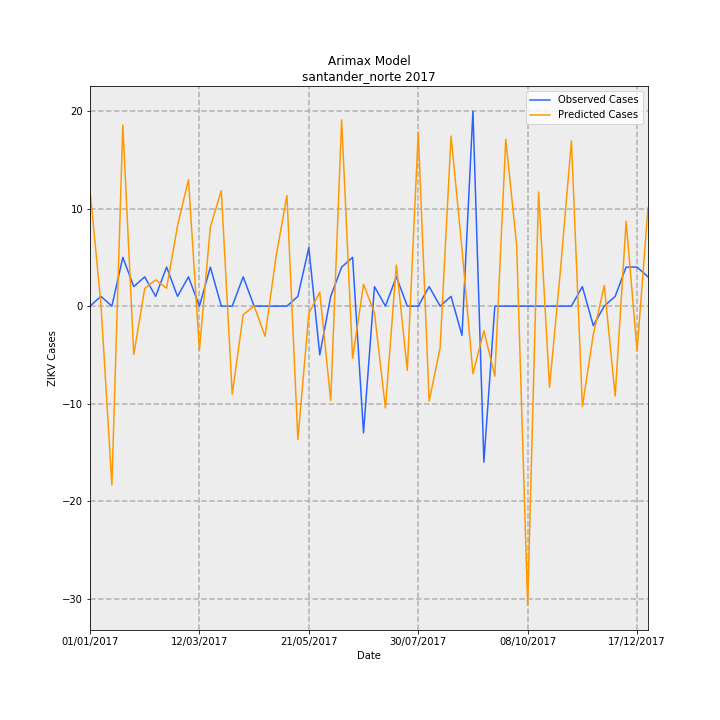 Arimax Model
santander_norte 2017
Observed Cases
Predicted Cases
20
10
0
−10
−20
−30
ZIKV Cases
01/01/2017
12/03/2017
21/05/2017
30/07/2017
08/10/2017
17/12/2017
Date